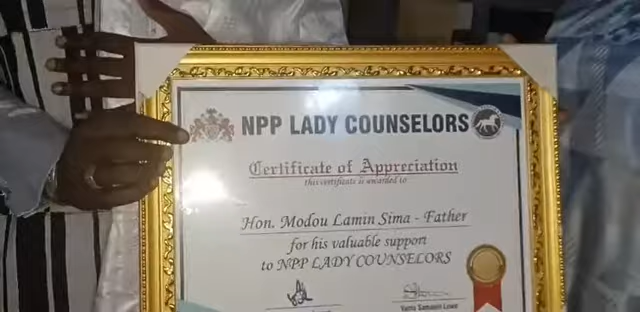 NPP LADY COUNSELORS
Certificate of Appreciation
this certificate is awarded to
Hon. Modou Lamin Sima - Father
for his valuable support
to NPP LADY COUNSELORS